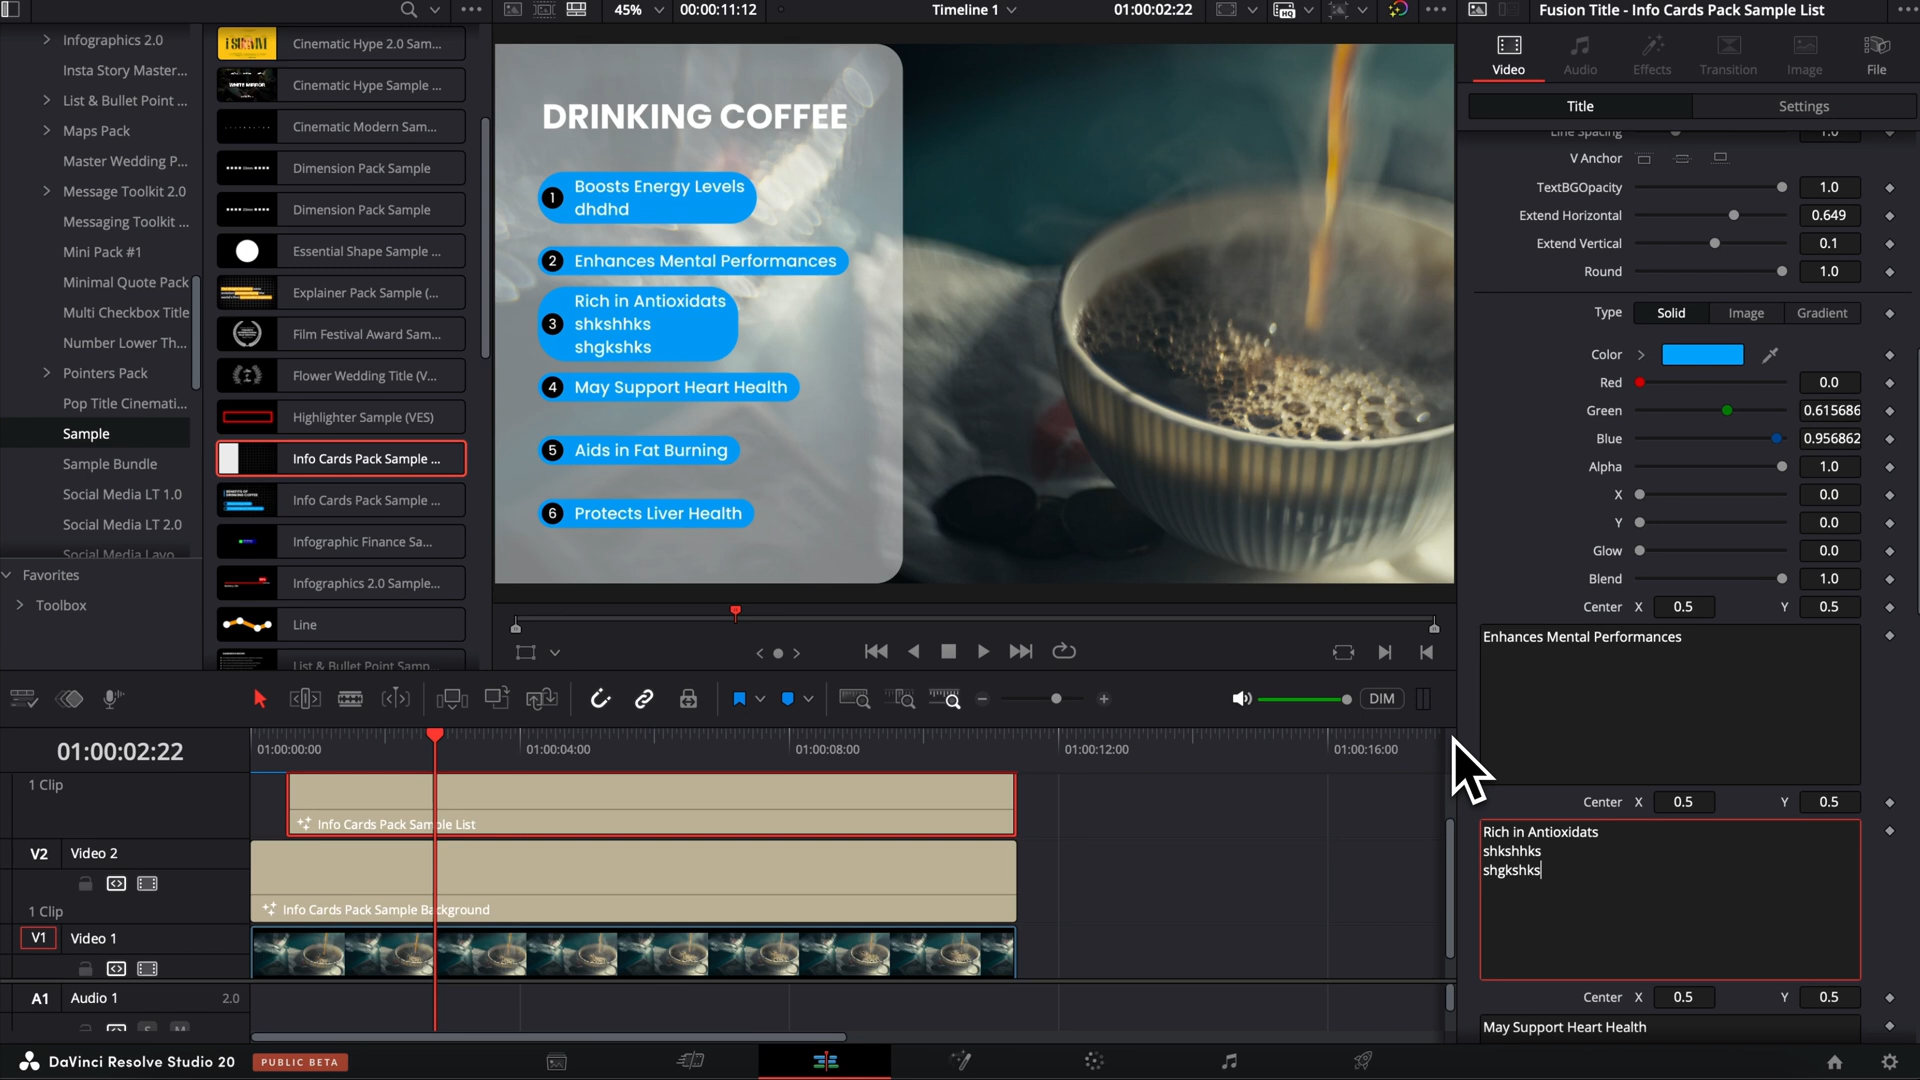 45%
00:00:11:12
Timeline 1
01:00:02:22
HQ
Fusion Title - Info Cards Pack Sample List
Infographics 2.0
Insta Story Master...
List & Bullet Point ...
Maps Pack
Master Wedding P...
Message Toolkit 2.0
Messaging Toolkit ...
Mini Pack #1
Minimal Quote Pack
Multi Checkbox Title
Number Lower Th...
Pointers Pack
Pop Title Cinemati...
Sample
Sample Bundle
Social Media LT 1.0
Social Media LT 2.0
Social Media Layo
Favorites
Toolbox
Cinematic Hype 2.0 Sam...
WHITE MIRROR
Cinematic Hype Sample ...
Cinematic Modern Sam...
Dimension Pack Sample
Dimension Pack Sample
Essential Shape Sample ...
Explainer Pack Sample (...
Film Festival Award Sam...
Flower Wedding Title (V...
Highlighter Sample (VES)
Info Cards Pack Sample ...
Info Cards Pack Sample ...
Infographic Finance Sa...
Infographics 2.0 Sample...
Line
List & Bullet Point Samp...
DRINKING COFFEE
1 Boosts Energy Levels
dhdhd
2 Enhances Mental Performances
3 Rich in Antioxidats
shkshhks
shgkshks
4 May Support Heart Health
5 Aids in Fat Burning
6 Protects Liver Health
Video
Audio
Effects
Transition
Image
File
Title
Settings
Line Spacing 1.0
V Anchor
TextBGOpacity 1.0
Extend Horizontal 0.649
Extend Vertical 0.1
Round 1.0
Type Solid Image Gradient
Color
Red 0.0
Green 0.615686
Blue 0.956862
Alpha 1.0
X 0.0
Y 0.0
Glow 0.0
Blend 1.0
Center X 0.5 Y 0.5
Enhances Mental Performances
Center X 0.5 Y 0.5
Rich in Antioxidats
shkshhks
shgkshks
Center X 0.5 Y 0.5
May Support Heart Health
DIM
01:00:02:22
01:00:00:00
01:00:04:00
01:00:08:00
01:00:12:00
01:00:16:00
1 Clip
Info Cards Pack Sample List
V2 Video 2
1 Clip
Info Cards Pack Sample Background
V1 Video 1
A1 Audio 1 2.0
S M
DaVinci Resolve Studio 20
PUBLIC BETA